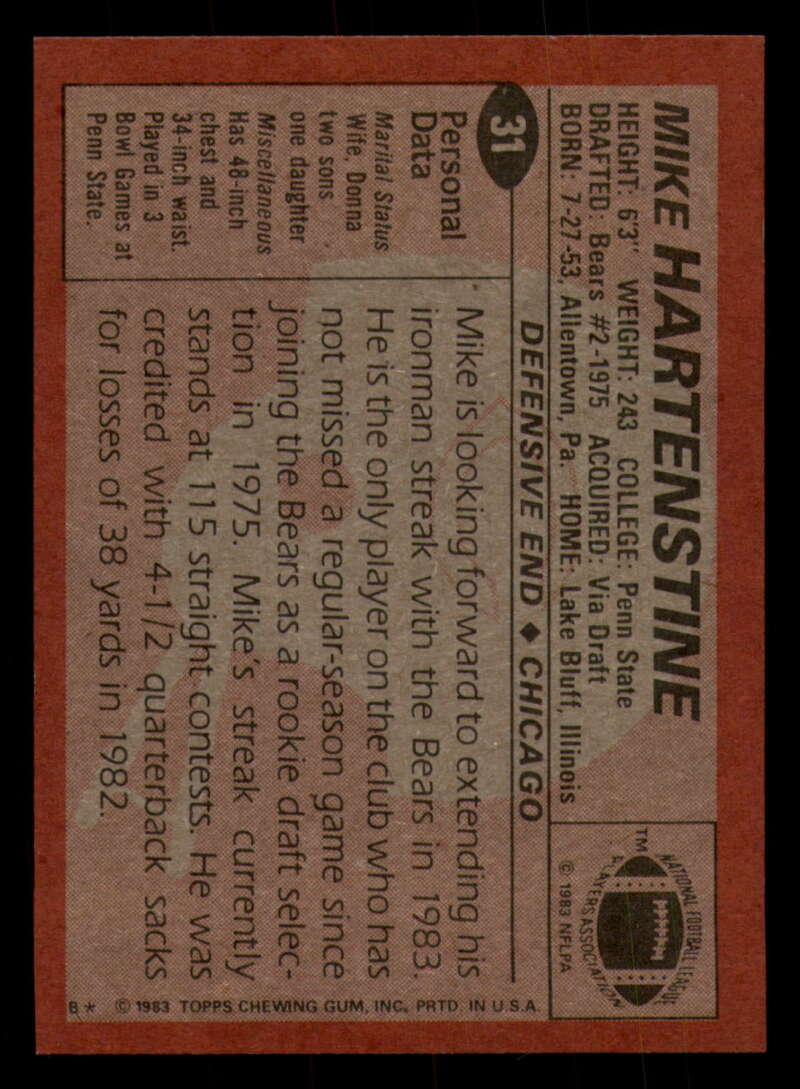 MIKE HARTENSTINE
HEIGHT: 6'3" WEIGHT: 243 COLLEGE: Penn State
DRAFTED: Bears #2-1975 ACQUIRED: Via Draft
BORN: 7-27-53, Allentown, Pa. HOME: Lake Bluff, Illinois
NATIONAL FOOTBALL LEAGUE
PLAYERS ASSOCIATION
TM
© 1983 NFLPA
31
DEFENSIVE END ♦ CHICAGO
Personal
Data
Marital Status
Wife, Donna
two sons
one daughter
Miscellaneous
Has 48-inch
chest and
34-inch waist.
Played in 3
Bowl Games at
Penn State.
Mike is looking forward to extending his
ironman streak with the Bears in 1983.
He is the only player on the club who has
not missed a regular-season game since
joining the Bears as a rookie draft selec-
tion in 1975. Mike's streak currently
stands at 115 straight contests. He was
credited with 4-1/2 quarterback sacks
for losses of 38 yards in 1982.
B* © 1983 TOPPS CHEWING GUM, INC. PRTD. IN U.S.A.